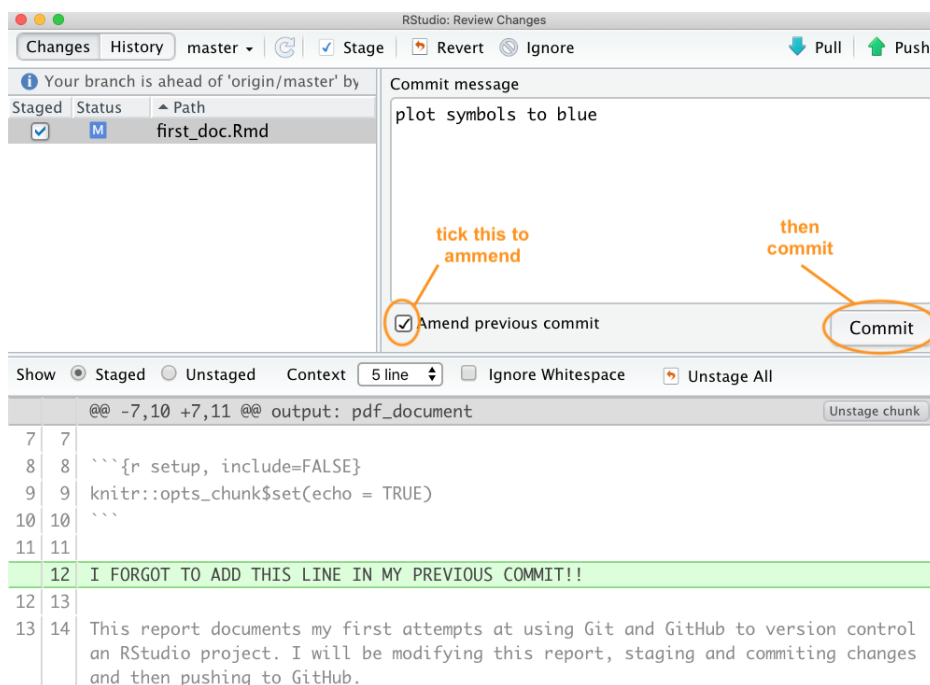 RStudio: Review Changes
Changes History master Stage Revert Ignore Pull Push
Your branch is ahead of 'origin/master' by
Commit message
Staged Status Path
M first_doc.Rmd
plot symbols to blue
tick this to
ammend
then
commit
Amend previous commit
Commit
Show Staged Unstaged Context 5 line Ignore Whitespace Unstage All
@@ -7,10 +7,11 @@ output: pdf_document Unstage chunk
7 7
8 8 ```{r setup, include=FALSE}
9 9 knitr::opts_chunk$set(echo = TRUE)
10 10 ```
11 11
12 I FORGOT TO ADD THIS LINE IN MY PREVIOUS COMMIT!!
12 13
13 14 This report documents my first attempts at using Git and GitHub to version control
an RStudio project. I will be modifying this report, staging and commiting changes
and then pushing to GitHub.